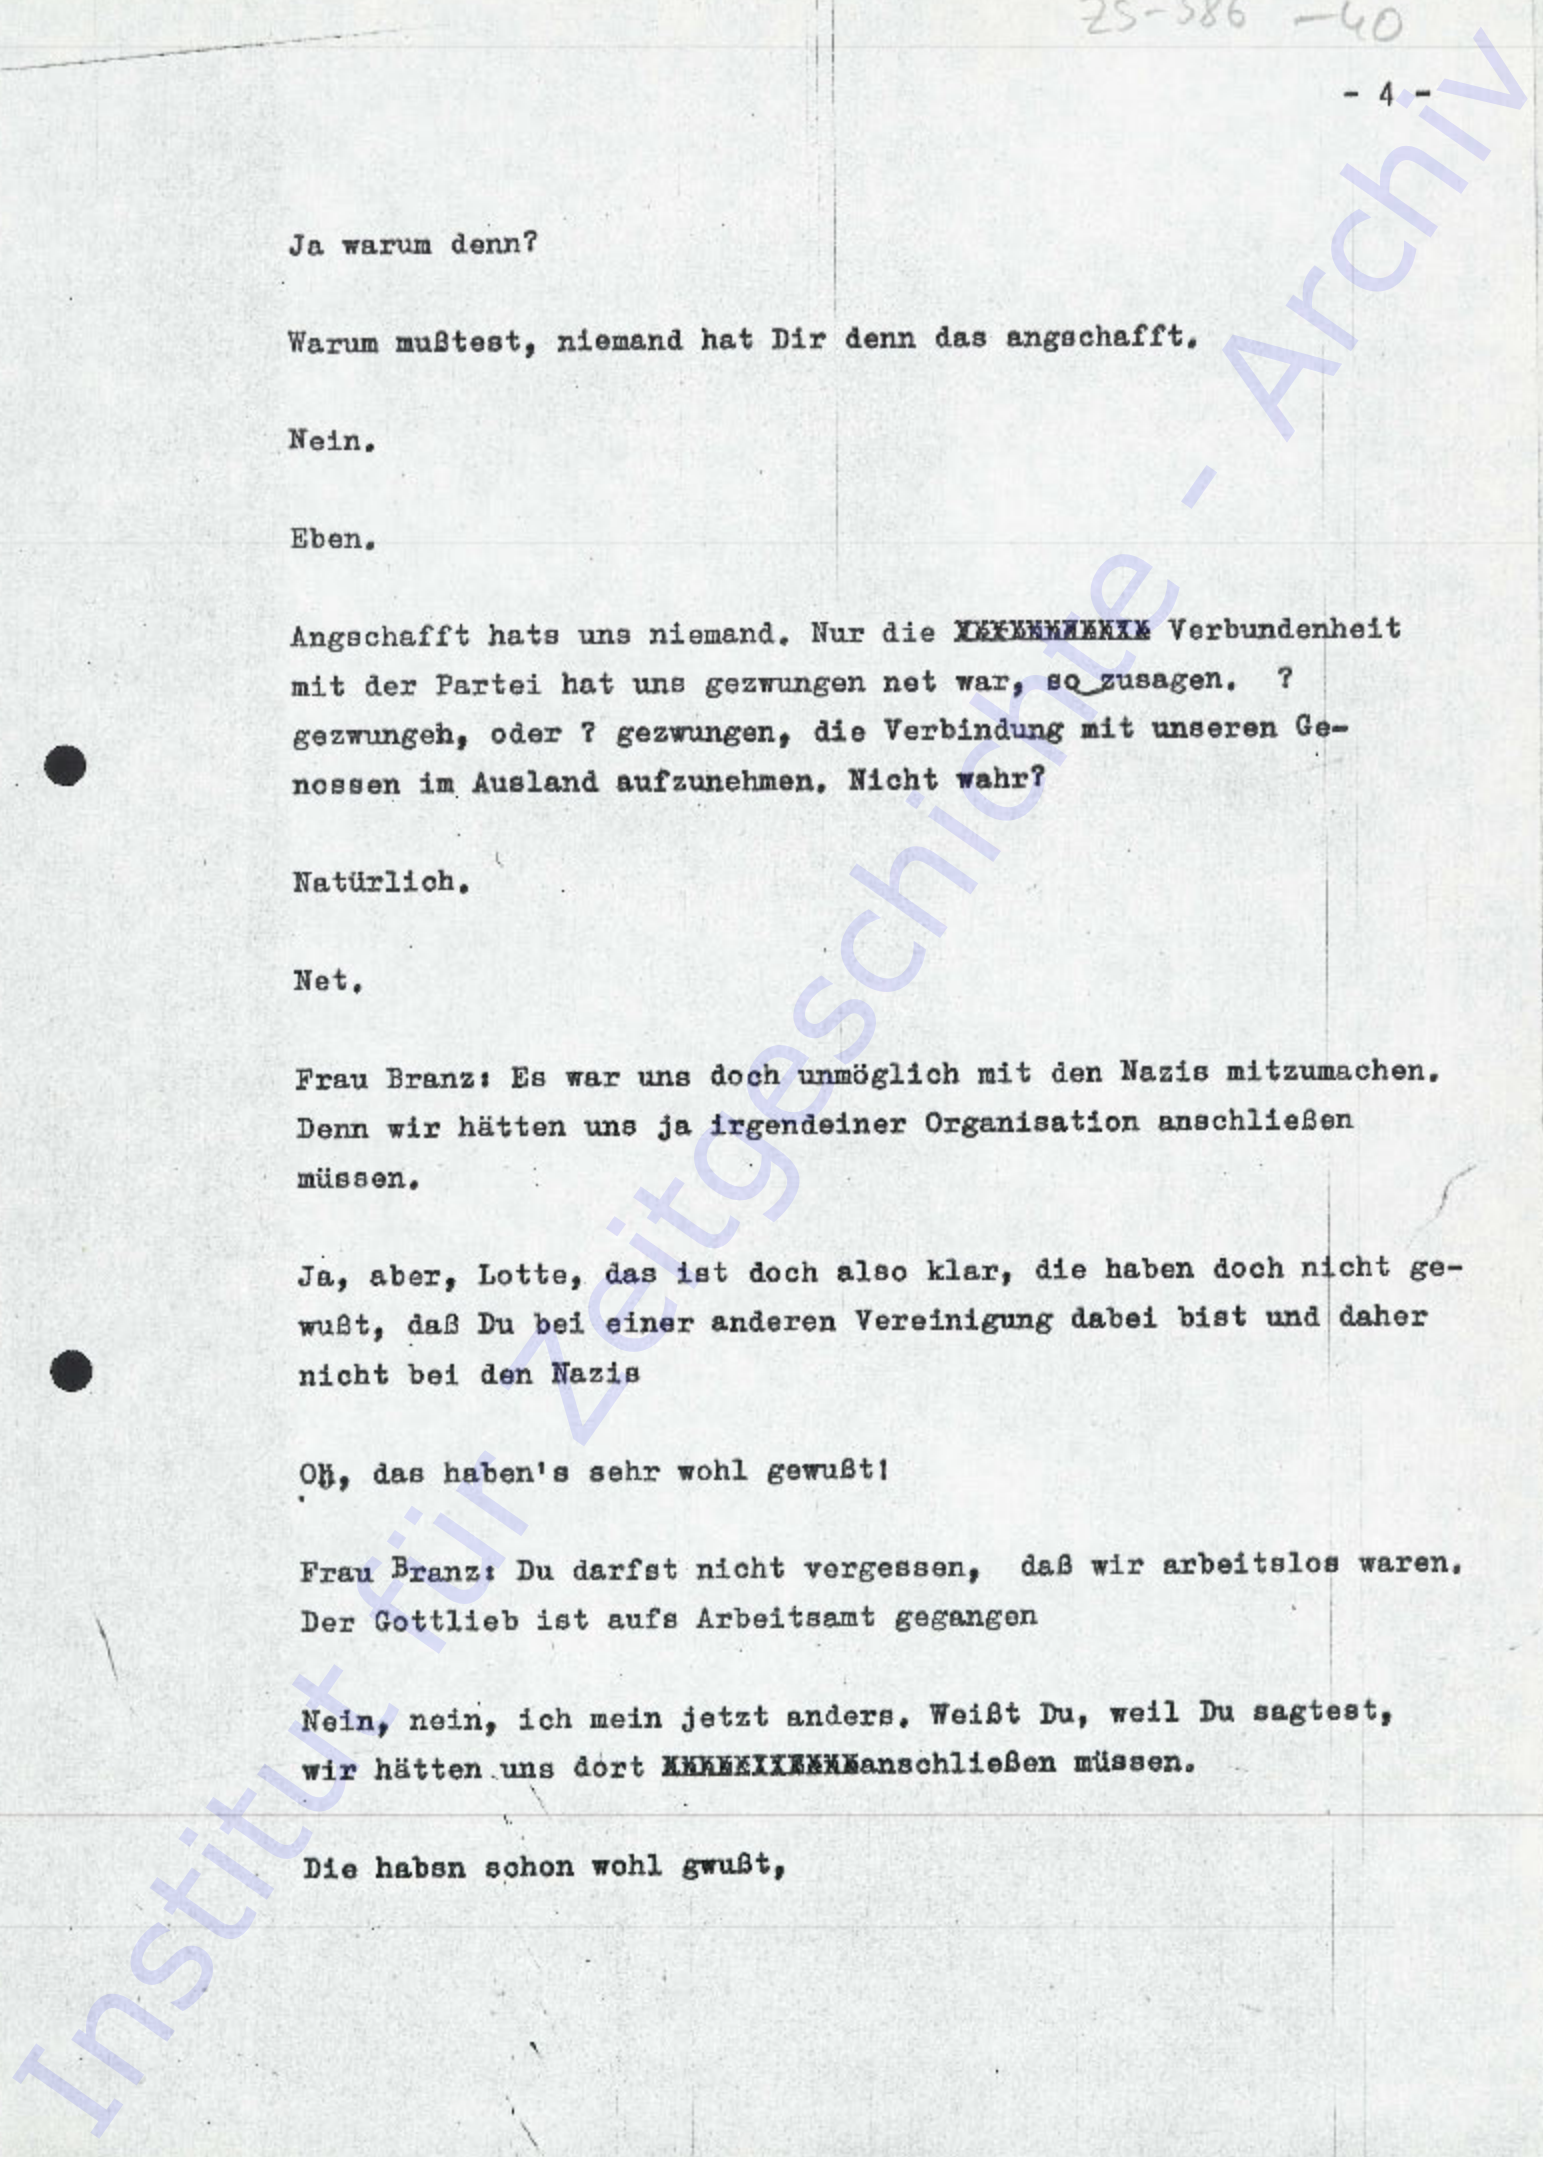 ZS-386 -40
- 4 -
Ja warum denn?
Warum mußtest, niemand hat Dir denn das angschafft.
Nein.
Eben.
Angschafft hats uns niemand. Nur die Verbundenheit
mit der Partei hat uns gezwungen net war, so zusagen. ?
gezwungeh, oder ? gezwungen, die Verbindung mit unseren Ge-
nossen im Ausland aufzunehmen. Nicht wahr?
Natürlich.
Net.
Frau Branz: Es war uns doch unmöglich mit den Nazis mitzumachen.
Denn wir hätten uns ja irgendeiner Organisation anschließen
müssen.
Ja, aber, Lotte, das ist doch also klar, die haben doch nicht ge-
wußt, daß Du bei einer anderen Vereinigung dabei bist und daher
nicht bei den Nazis
Oh, das haben's sehr wohl gewußt!
Frau Branz: Du darfst nicht vergessen, daß wir arbeitslos waren.
Der Gottlieb ist aufs Arbeitsamt gegangen
Nein, nein, ich mein jetzt anders. Weißt Du, weil Du sagtest,
wir hätten uns dort anschließen müssen.
Die habsn schon wohl gwußt,
Institut für Zeitgeschichte - Archiv